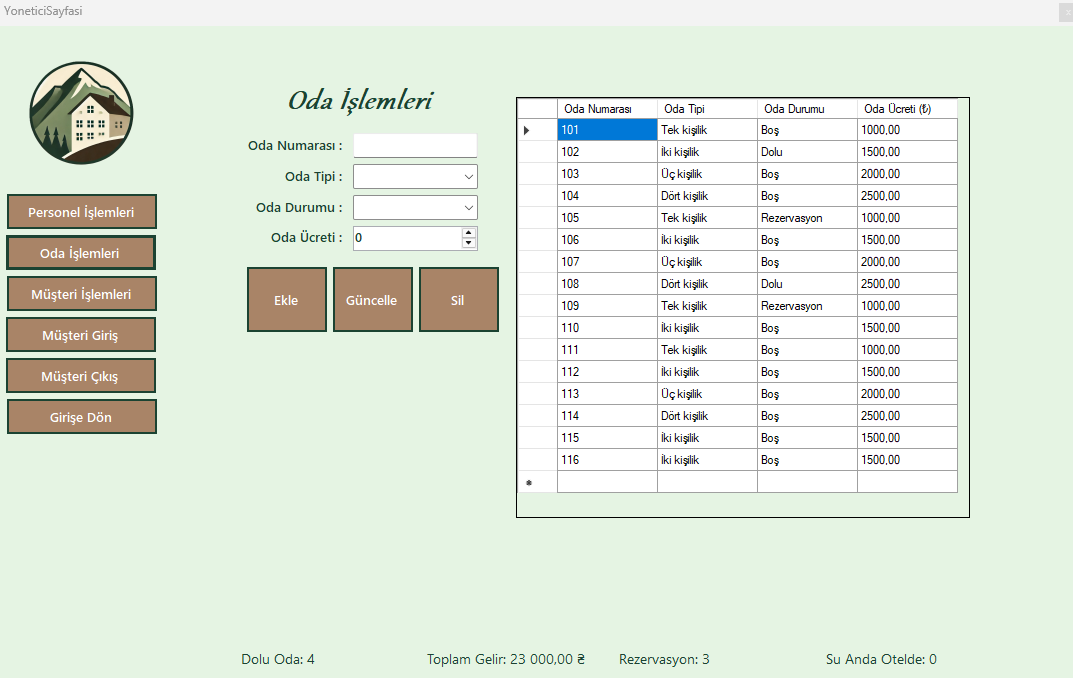 YoneticiSayfasi
x
Oda İşlemleri
Oda Numarası :
Oda Tipi :
Oda Durumu :
Oda Ücreti : 0
Ekle Güncelle Sil
Personel İşlemleri
Oda İşlemleri
Müşteri İşlemleri
Müşteri Giriş
Müşteri Çıkış
Girişe Dön
Oda Numarası Oda Tipi Oda Durumu Oda Ücreti (₺)
101 Tek kişilik Boş 1000,00
102 İki kişilik Dolu 1500,00
103 Üç kişilik Boş 2000,00
104 Dört kişilik Boş 2500,00
105 Tek kişilik Rezervasyon 1000,00
106 İki kişilik Boş 1500,00
107 Üç kişilik Boş 2000,00
108 Dört kişilik Dolu 2500,00
109 Tek kişilik Rezervasyon 1000,00
110 İki kişilik Boş 1500,00
111 Tek kişilik Boş 1000,00
112 İki kişilik Boş 1500,00
113 Üç kişilik Boş 2000,00
114 Dört kişilik Boş 2500,00
115 İki kişilik Boş 1500,00
116 İki kişilik Boş 1500,00
Dolu Oda: 4 Toplam Gelir: 23 000,00 ₴ Rezervasyon: 3 Su Anda Otelde: 0